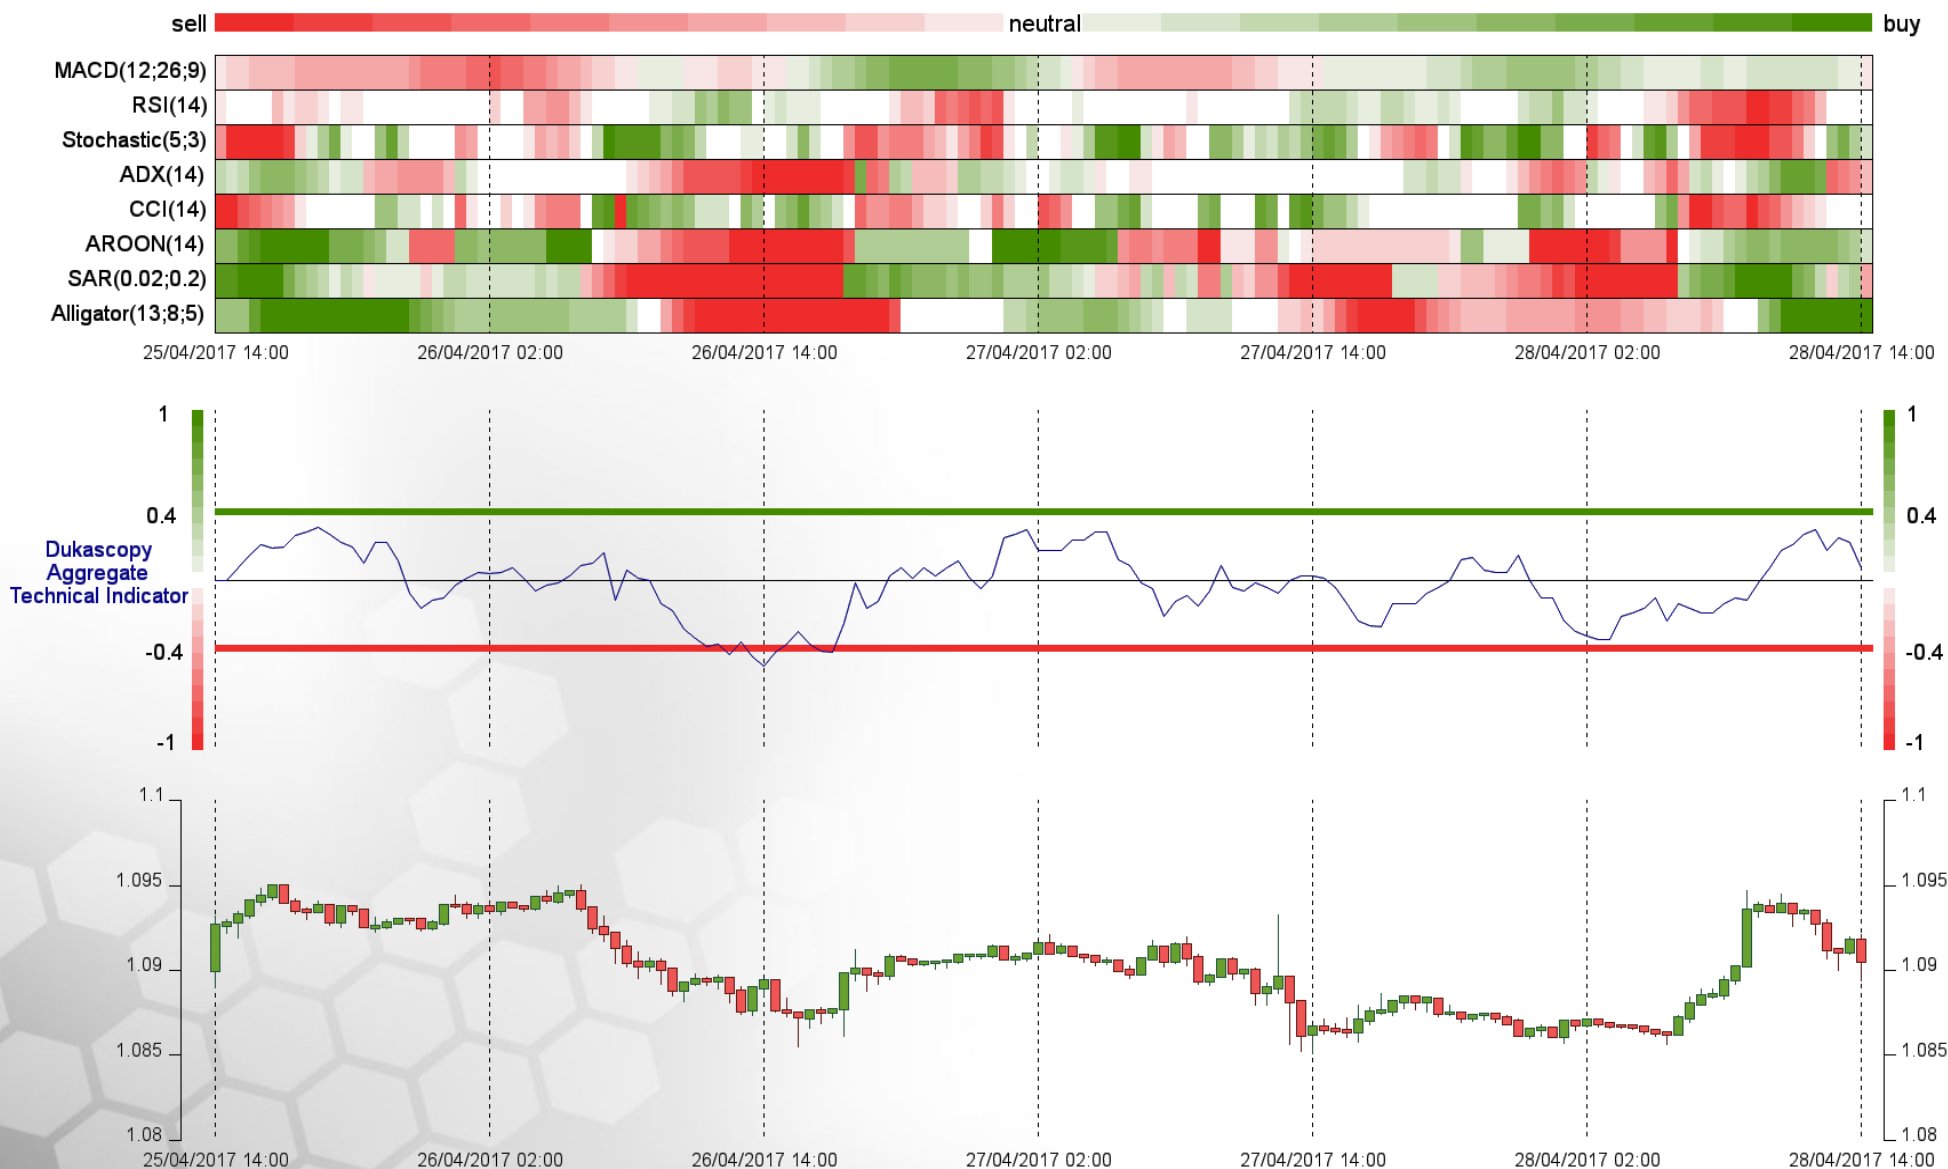 sell neutral buy
MACD(12;26;9)
RSI(14)
Stochastic(5;3)
ADX(14)
CCI(14)
AROON(14)
SAR(0.02;0.2)
Alligator(13;8;5)
25/04/2017 14:00 26/04/2017 02:00 26/04/2017 14:00 27/04/2017 02:00 27/04/2017 14:00 28/04/2017 02:00 28/04/2017 14:00
1 1
0.4 0.4
Dukascopy
Aggregate
Technical Indicator
-0.4 -0.4
-1 -1
1.1 1.1
1.095 1.095
1.09 1.09
1.085 1.085
1.08 1.08
25/04/2017 14:00 26/04/2017 02:00 26/04/2017 14:00 27/04/2017 02:00 27/04/2017 14:00 28/04/2017 02:00 28/04/2017 14:00